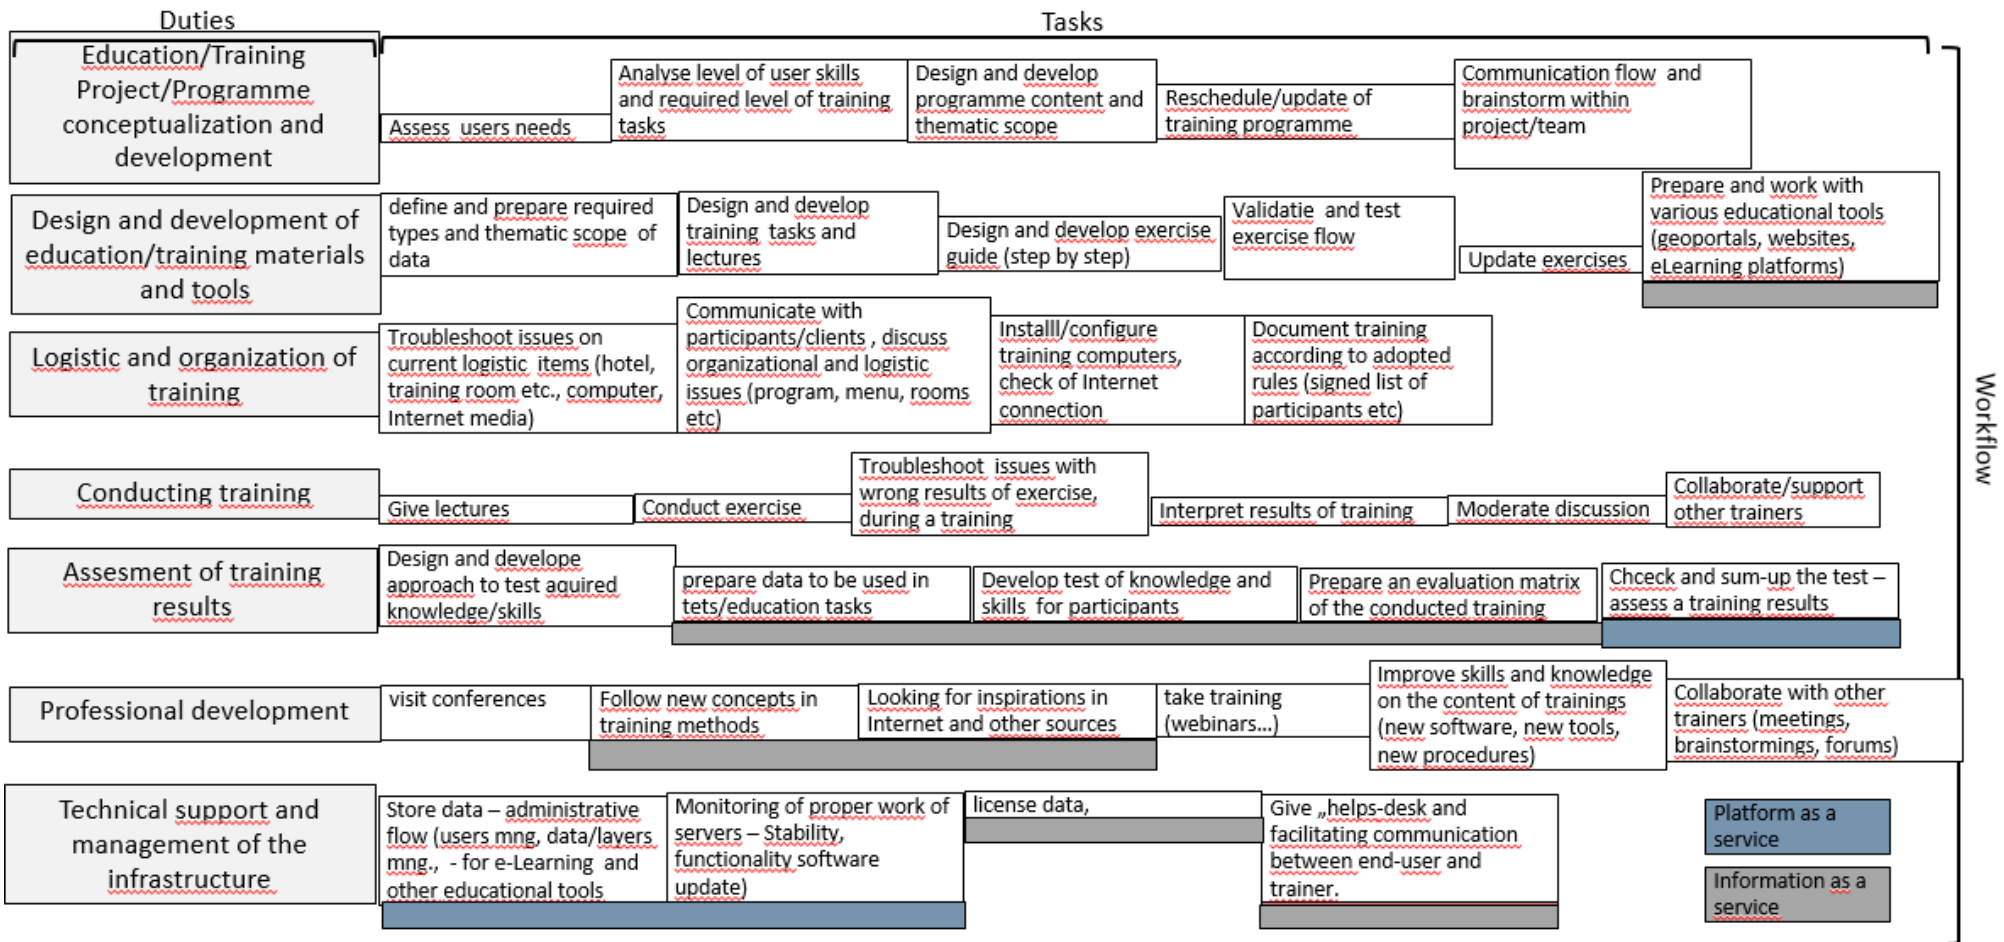 Duties
Tasks
Education/Training
Project/Programme
conceptualization and
development
Assess users needs
Analyse level of user skills
and required level of training
tasks
Design and develop
programme content and
thematic scope
Reschedule/update of
training programme
Communication flow and
brainstorm within
project/team
Design and development of
education/training materials
and tools
define and prepare required
types and thematic scope of
data
Design and develop
training tasks and
lectures
Design and develop exercise
guide (step by step)
Validatie and test
exercise flow
Update exercises
Prepare and work with
various educational tools
(geoportals, websites,
eLearning platforms)
Logistic and organization of
training
Troubleshoot issues on
current logistic items (hotel,
training room etc., computer,
Internet media)
Communicate with
participants/clients , discuss
organizational and logistic
issues (program, menu, rooms
etc)
Installl/configure
training computers,
check of Internet
connection
Document training
according to adopted
rules (signed list of
participants etc)
Workflow
Conducting training
Give lectures
Conduct exercise
Troubleshoot issues with
wrong results of exercise,
during a training
Interpret results of training
Moderate discussion
Collaborate/support
other trainers
Assesment of training
results
Design and develope
approach to test aquired
knowledge/skills
prepare data to be used in
tets/education tasks
Develop test of knowledge and
skills for participants
Prepare an evaluation matrix
of the conducted training
Chceck and sum-up the test –
assess a training results
Professional development
visit conferences
Follow new concepts in
training methods
Looking for inspirations in
Internet and other sources
take training
(webinars...)
Improve skills and knowledge
on the content of trainings
(new software, new tools,
new procedures)
Collaborate with other
trainers (meetings,
brainstormings, forums)
Technical support and
management of the
infrastructure
Store data – administrative
flow (users mng, data/layers
mng., - for e-Learning and
other educational tools
Monitoring of proper work of
servers – Stability,
functionality software
update)
license data,
Give „helps-desk and
facilitating communication
between end-user and
trainer.
Platform as a
service
Information as a
service